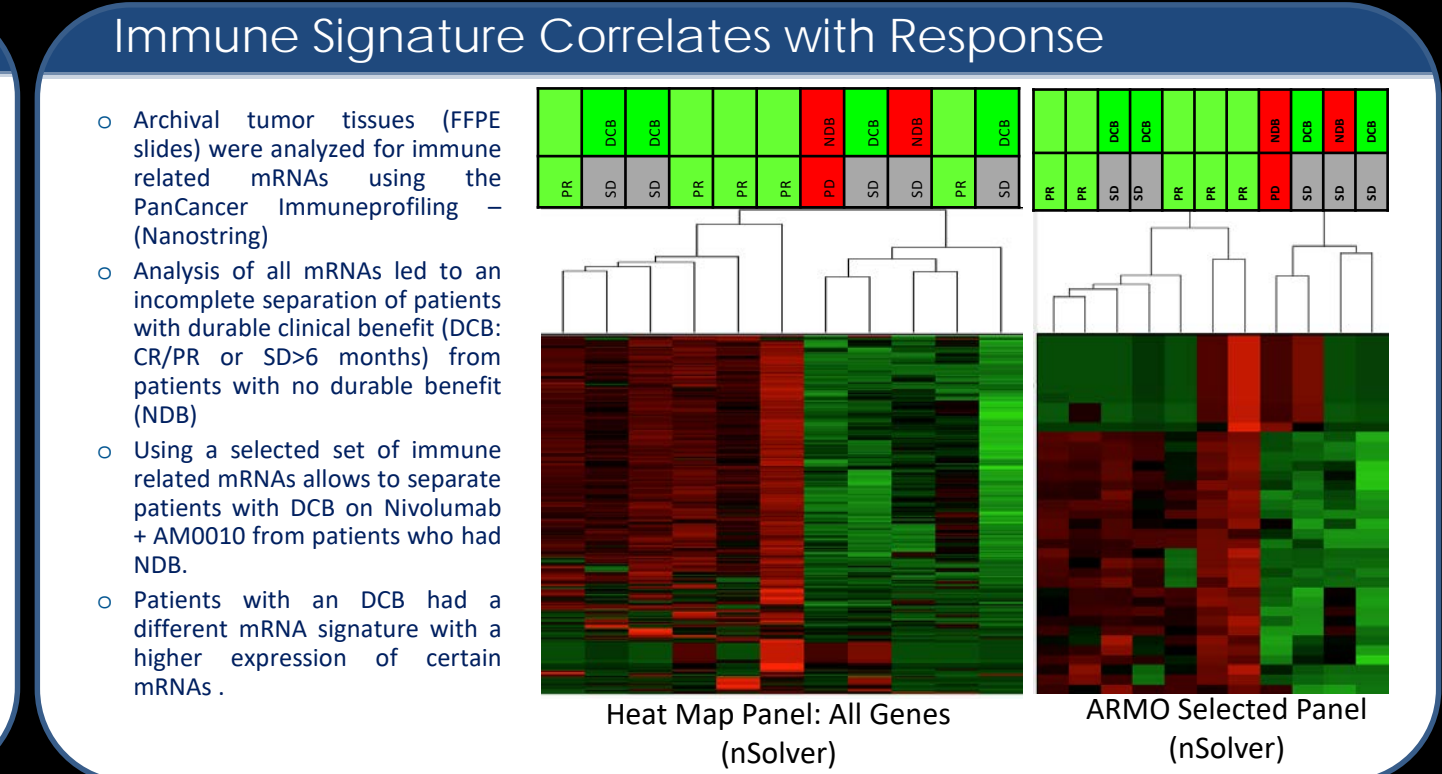 Immune Signature Correlates with Response
o Archival tumor tissues (FFPE
slides) were analyzed for immune
related mRNAs using the
PanCancer Immuneprofiling –
(Nanostring)
o Analysis of all mRNAs led to an
incomplete separation of patients
with durable clinical benefit (DCB:
CR/PR or SD>6 months) from
patients with no durable benefit
(NDB)
o Using a selected set of immune
related mRNAs allows to separate
patients with DCB on Nivolumab
+ AM0010 from patients who had
NDB.
o Patients with an DCB had a
different mRNA signature with a
higher expression of certain
mRNAs .
DCB DCB NDB DCB NDB DCB
PR SD SD PR PR PR PD SD SD PR SD
Heat Map Panel: All Genes
(nSolver)
DCB DCB NDB DCB NDB DCB
PR PR SD SD PR PR PR PD SD SD SD
ARMO Selected Panel
(nSolver)